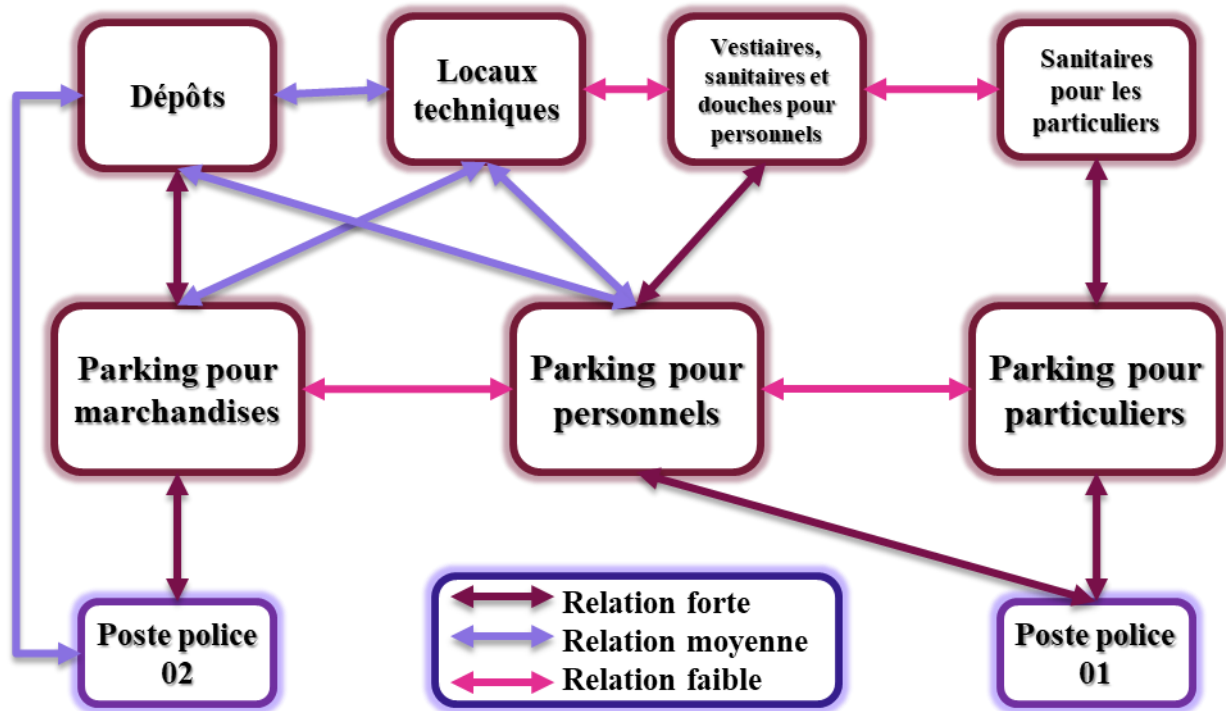 Dépôts
Locaux
techniques
Vestiaires,
sanitaires et
douches pour
personnels
Sanitaires
pour les
particuliers
Parking pour
marchandises
Parking pour
personnels
Parking pour
particuliers
Poste police
02
Relation forte
Relation moyenne
Relation faible
Poste police
01